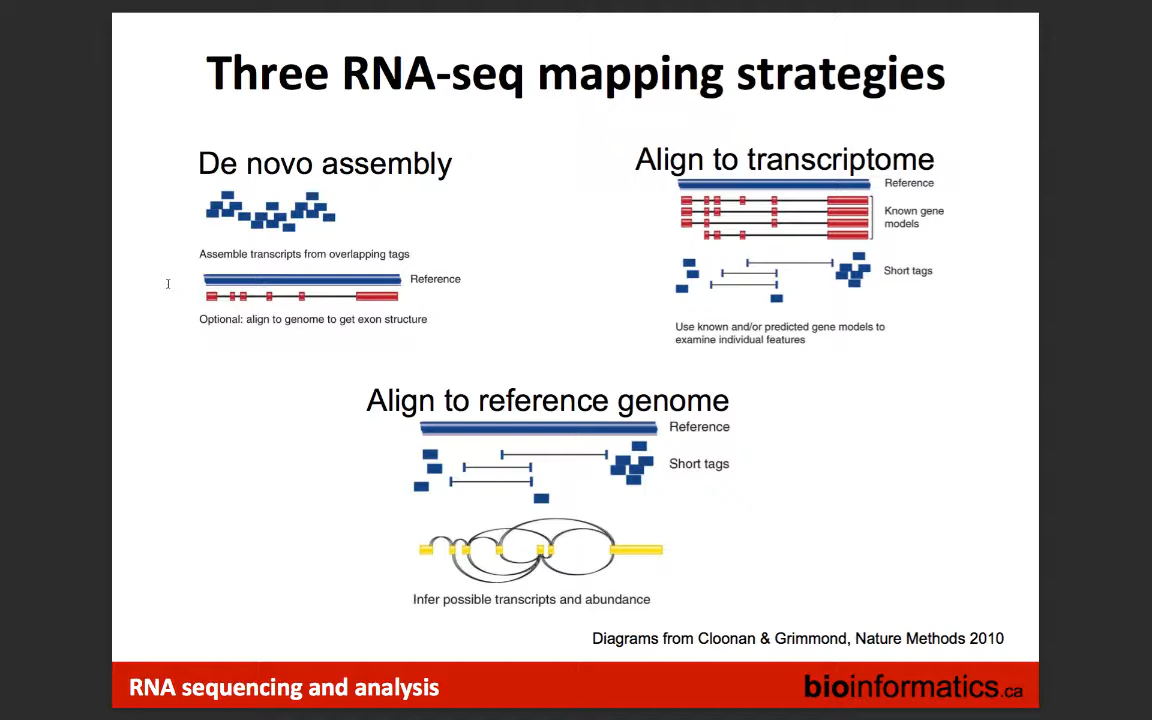 Three RNA-seq mapping strategies
De novo assembly
Assemble transcripts from overlapping tags
Reference
Optional: align to genome to get exon structure
Align to transcriptome
Reference
Known gene
models
Short tags
Use known and/or predicted gene models to
examine individual features
Align to reference genome
Reference
Short tags
Infer possible transcripts and abundance
Diagrams from Cloonan & Grimmond, Nature Methods 2010
RNA sequencing and analysis
bioinformatics.ca